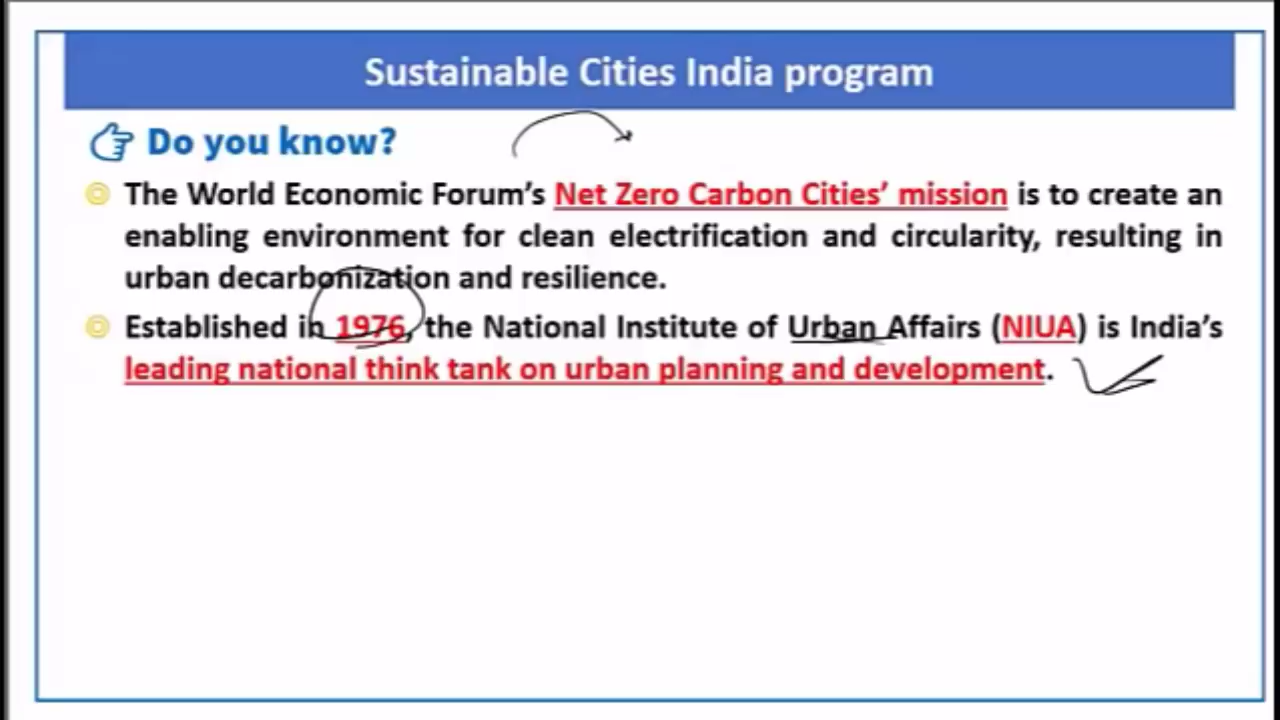 Sustainable Cities India program
Do you know?
The World Economic Forum's Net Zero Carbon Cities' mission is to create an
enabling environment for clean electrification and circularity, resulting in
urban decarbonization and resilience.
Established in 1976, the National Institute of Urban Affairs (NIUA) is India's
leading national think tank on urban planning and development.